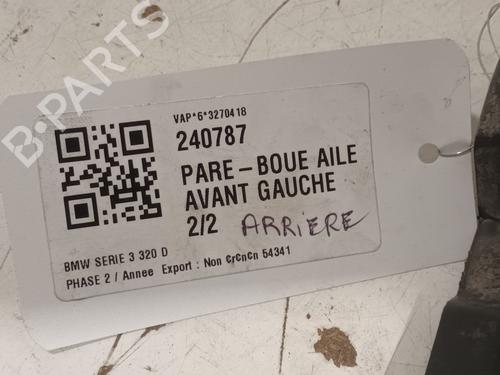 B-PARTS
VAP*6*3270418
240787
PARE-BOUE AILE
AVANT GAUCHE
2/2 ARRIERE
BMW SERIE 3 320 D
PHASE 2 / Annee Export : Non CrCnCn 54341